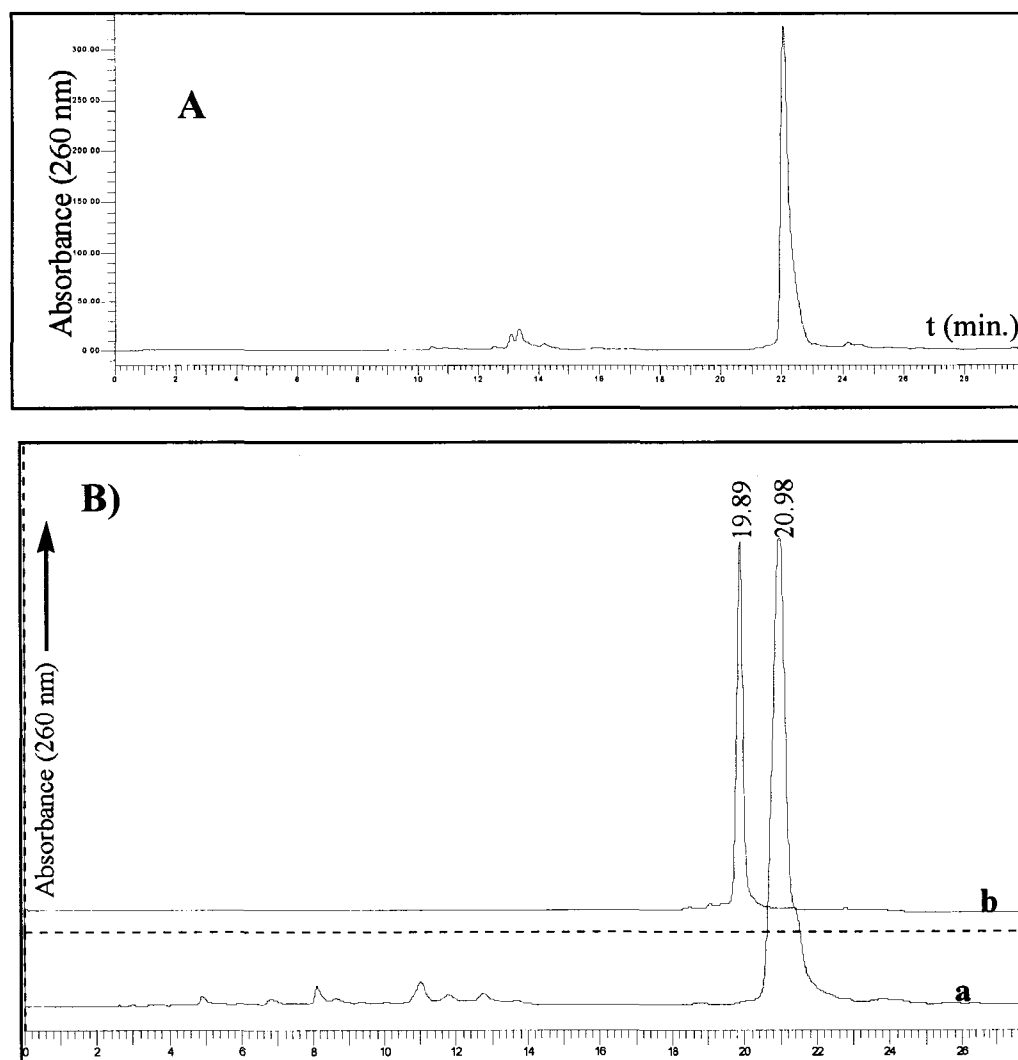 300.00
250.00
200.00
150.00
100.00
50.00
0.00
Absorbance (260 nm)
A
t (min.)
0 2 4 6 8 10 12 14 16 18 20 22 24 26 28
B)
19.89
20.98
Absorbance (260 nm)
b
a
0 2 4 6 8 10 12 14 16 18 20 22 24 26